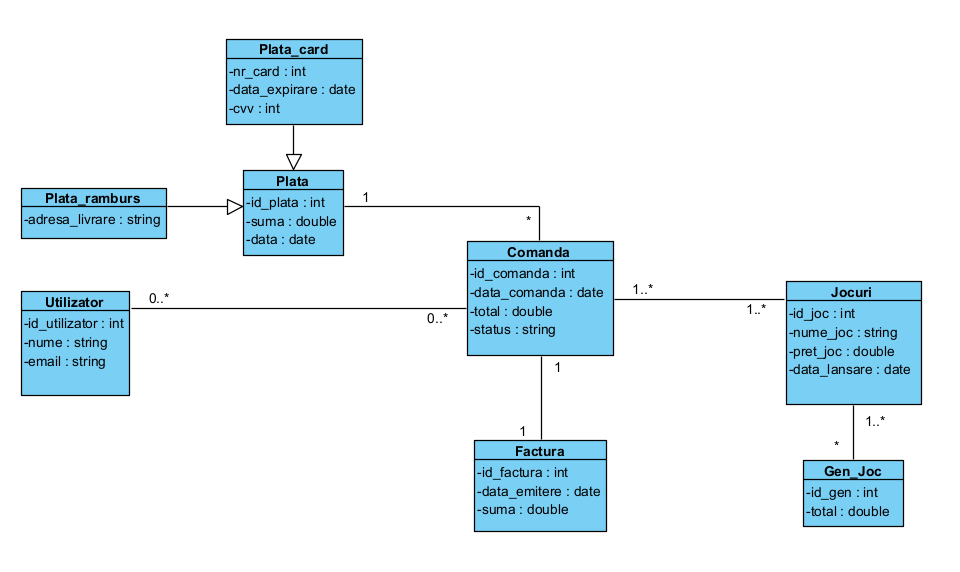 Plata_card
-nr_card : int
-data_expirare : date
-cvv : int
Plata
-id_plata : int
-suma : double
-data : date
1
*
Plata_ramburs
-adresa_livrare : string
Comanda
-id_comanda : int
-data_comanda : date
-total : double
-status : string
Utilizator
-id_utilizator : int
-nume : string
-email : string
0..*
0..*
1..*
1..*
Jocuri
-id_joc : int
-nume_joc : string
-pret_joc : double
-data_lansare : date
1
1
Factura
-id_factura : int
-data_emitere : date
-suma : double
1..*
*
Gen_Joc
-id_gen : int
-total : double